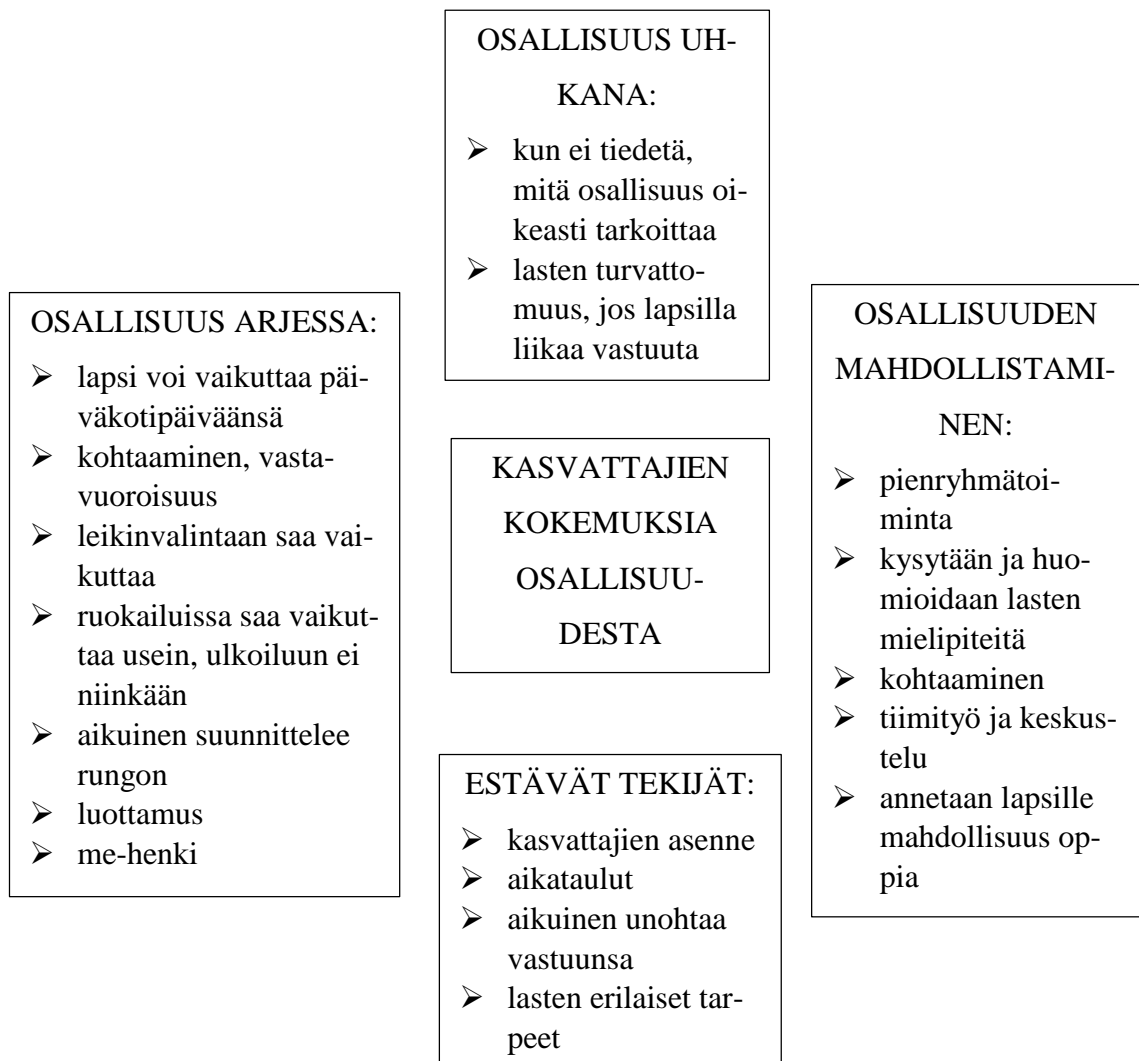 OSALLISUUS UH-
KANA:
➢ kun ei tiedetä,
mitä osallisuus oi-
keasti tarkoittaa
➢ lasten turvatto-
muus, jos lapsilla
liikaa vastuuta
OSALLISUUS ARJESSA:
➢ lapsi voi vaikuttaa päi-
väkotipäiväänsä
➢ kohtaaminen, vasta-
vuoroisuus
➢ leikinvalintaan saa vai-
kuttaa
➢ ruokailuissa saa vaikut-
taa usein, ulkoiluun ei
niinkään
➢ aikuinen suunnittelee
rungon
➢ luottamus
➢ me-henki
KASVATTAJIEN
KOKEMUKSIA
OSALLISUU-
DESTA
OSALLISUUDEN
MAHDOLLISTAMI-
NEN:
➢ pienryhmätoi-
minta
➢ kysytään ja huo-
mioidaan lasten
mielipiteitä
➢ kohtaaminen
➢ tiimityö ja keskus-
telu
➢ annetaan lapsille
mahdollisuus op-
pia
ESTÄVÄT TEKIJÄT:
➢ kasvattajien asenne
➢ aikataulut
➢ aikuinen unohtaa
vastuunsa
➢ lasten erilaiset tar-
peet